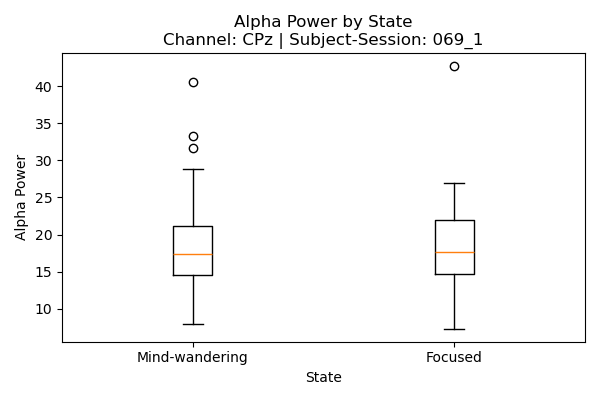 Alpha Power by State
Channel: CPz | Subject-Session: 069_1
Alpha Power
40
35
30
25
20
15
10
Mind-wandering
Focused
State